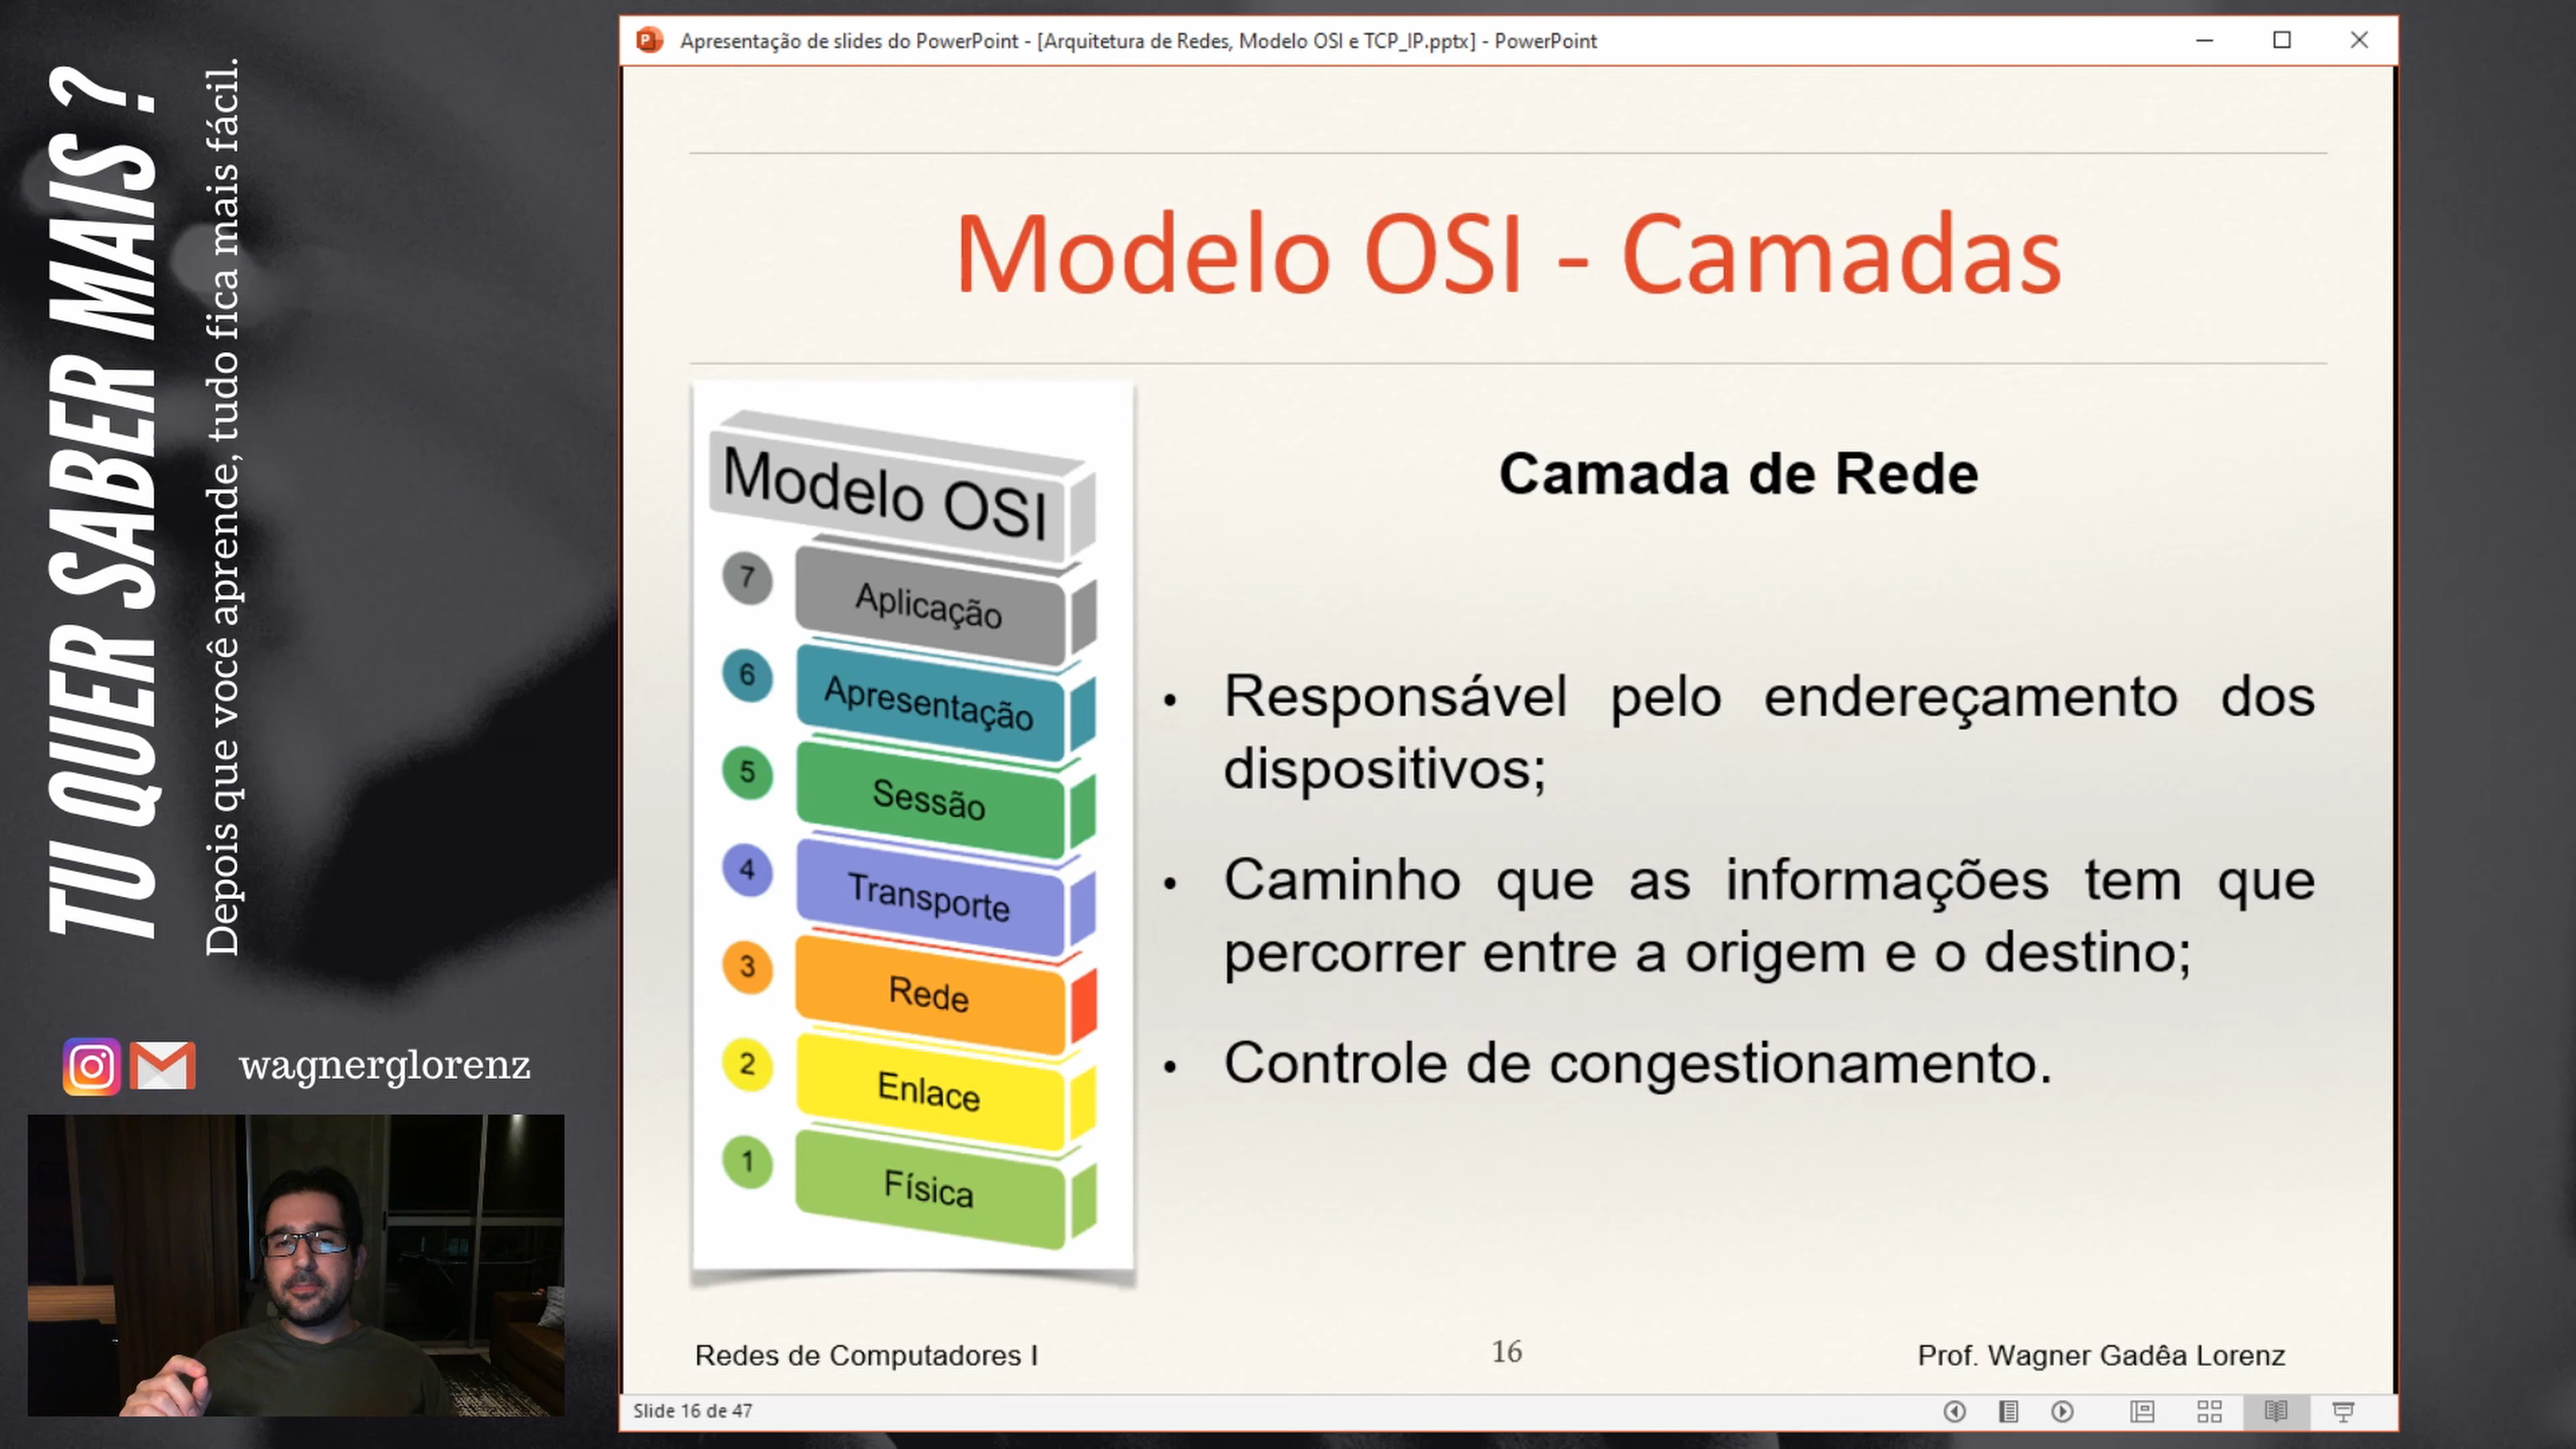 TU QUER SABER MAIS ?
Depois que você aprende, tudo fica mais fácil.
wagnerglorenz
Apresentação de slides do PowerPoint - [Arquitetura de Redes, Modelo OSI e TCP_IP.pptx] - PowerPoint
Modelo OSI - Camadas
Modelo OSI
7 Aplicação
6 Apresentação
5 Sessão
4 Transporte
3 Rede
2 Enlace
1 Física
Camada de Rede
• Responsável pelo endereçamento dos
dispositivos;
• Caminho que as informações tem que
percorrer entre a origem e o destino;
• Controle de congestionamento.
Redes de Computadores I
16
Prof. Wagner Gadêa Lorenz
Slide 16 de 47